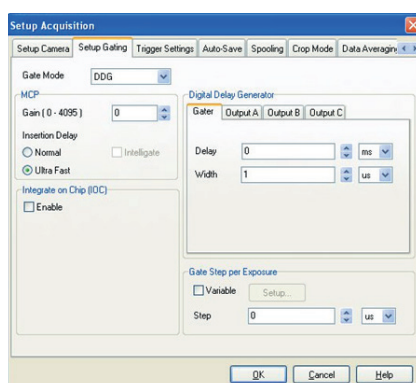 Setup Acquisition
Setup Camera Setup Gating Trigger Settings Auto-Save Spooling Crop Mode Data Averaging
Gate Mode DDG
MCP
Gain ( 0 - 4095 ) 0
Insertion Delay
Normal Intelligate
Ultra Fast
Integrate on Chip (IOC)
Enable
Digital Delay Generator
Gater Output A Output B Output C
Delay 0 ms
Width 1 us
Gate Step per Exposure
Variable Setup...
Step 0 us
OK Cancel Help